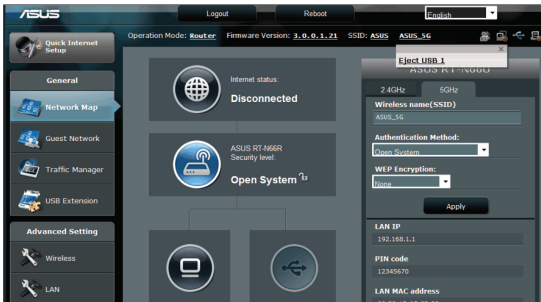 ASUS
Logout
Reboot
English
Quick Internet
Setup
Operation Mode: Router Firmware Version: 3.0.0.1.21 SSID: ASUS ASUS_5G
Eject USB 1
General
Network Map
Guest Network
Traffic Manager
USB Extension
Advanced Setting
Wireless
LAN
Internet status:
Disconnected
ASUS RT-N66R
Security level:
Open System
ASUS RT-N66U
2.4GHz 5GHz
Wireless name(SSID)
ASUS_5G
Authentication Method:
Open System
WEP Encryption:
None
Apply
LAN IP
192.168.1.1
PIN code
12345670
LAN MAC address